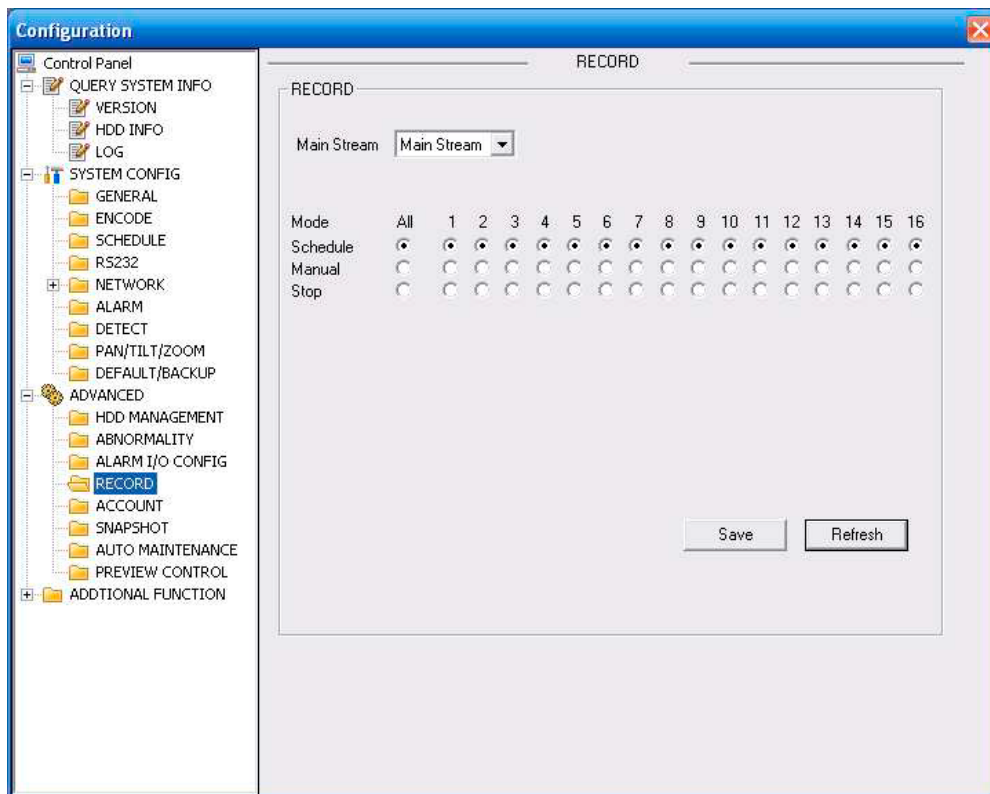 Configuration
Control Panel
QUERY SYSTEM INFO
VERSION
HDD INFO
LOG
SYSTEM CONFIG
GENERAL
ENCODE
SCHEDULE
RS232
NETWORK
ALARM
DETECT
PAN/TILT/ZOOM
DEFAULT/BACKUP
ADVANCED
HDD MANAGEMENT
ABNORMALITY
ALARM I/O CONFIG
RECORD
ACCOUNT
SNAPSHOT
AUTO MAINTENANCE
PREVIEW CONTROL
ADDTIONAL FUNCTION
RECORD
RECORD
Main Stream Main Stream
Mode All 1 2 3 4 5 6 7 8 9 10 11 12 13 14 15 16
Schedule
Manual
Stop
Save Refresh